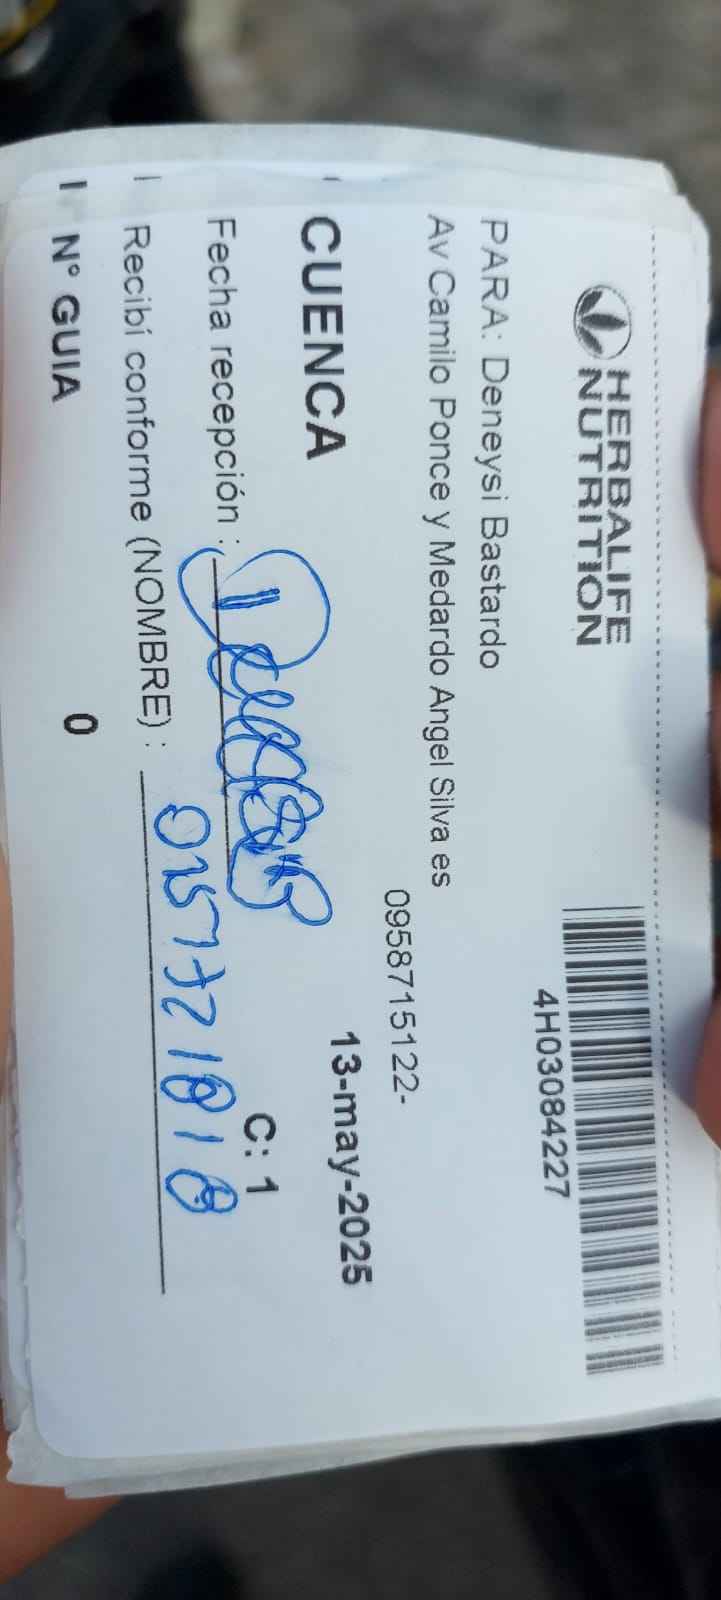 HERBALIFE
NUTRITION
4H03084227
PARA: Deneysi Bastardo
Av Camilo Ponce y Medardo Angel Silva es
0958715122-
CUENCA
13-may-2025
Fecha recepción :
C: 1
Recibí conforme (NOMBRE) :
N° GUIA 0